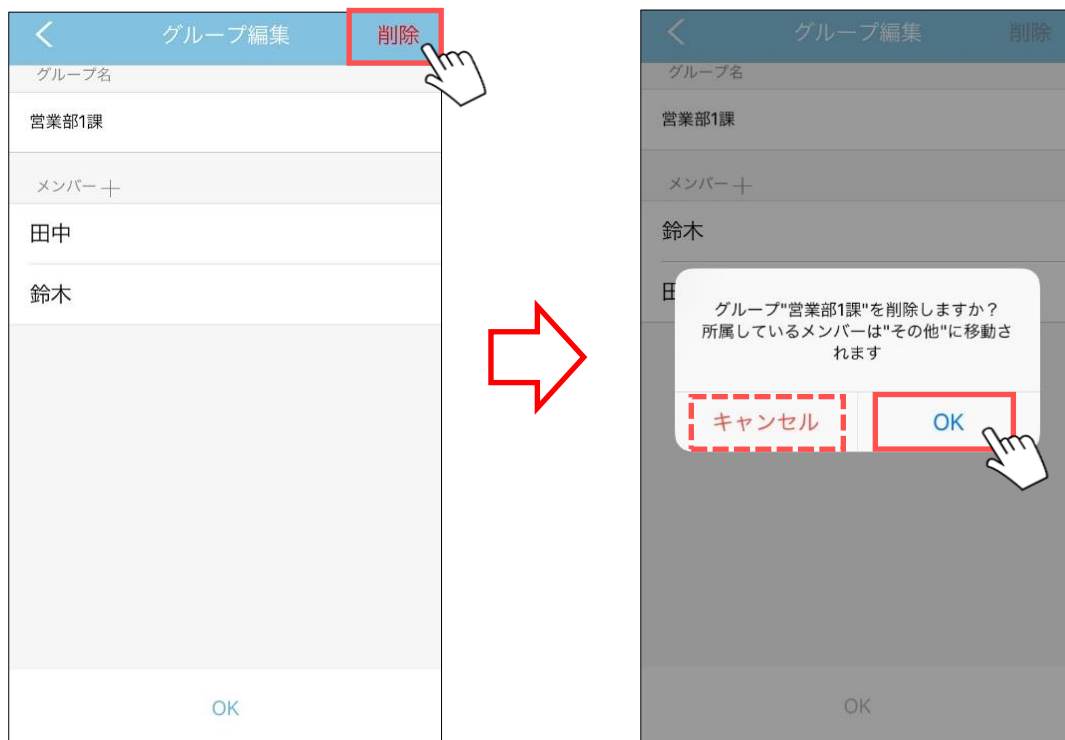 グループ編集
削除
グループ名
営業部1課
メンバー＋
田中
鈴木
OK
グループ編集
削除
グループ名
営業部1課
メンバー＋
鈴木
グループ"営業部1課"を削除しますか？
所属しているメンバーは"その他"に移動さ
れます
キャンセル
OK
OK